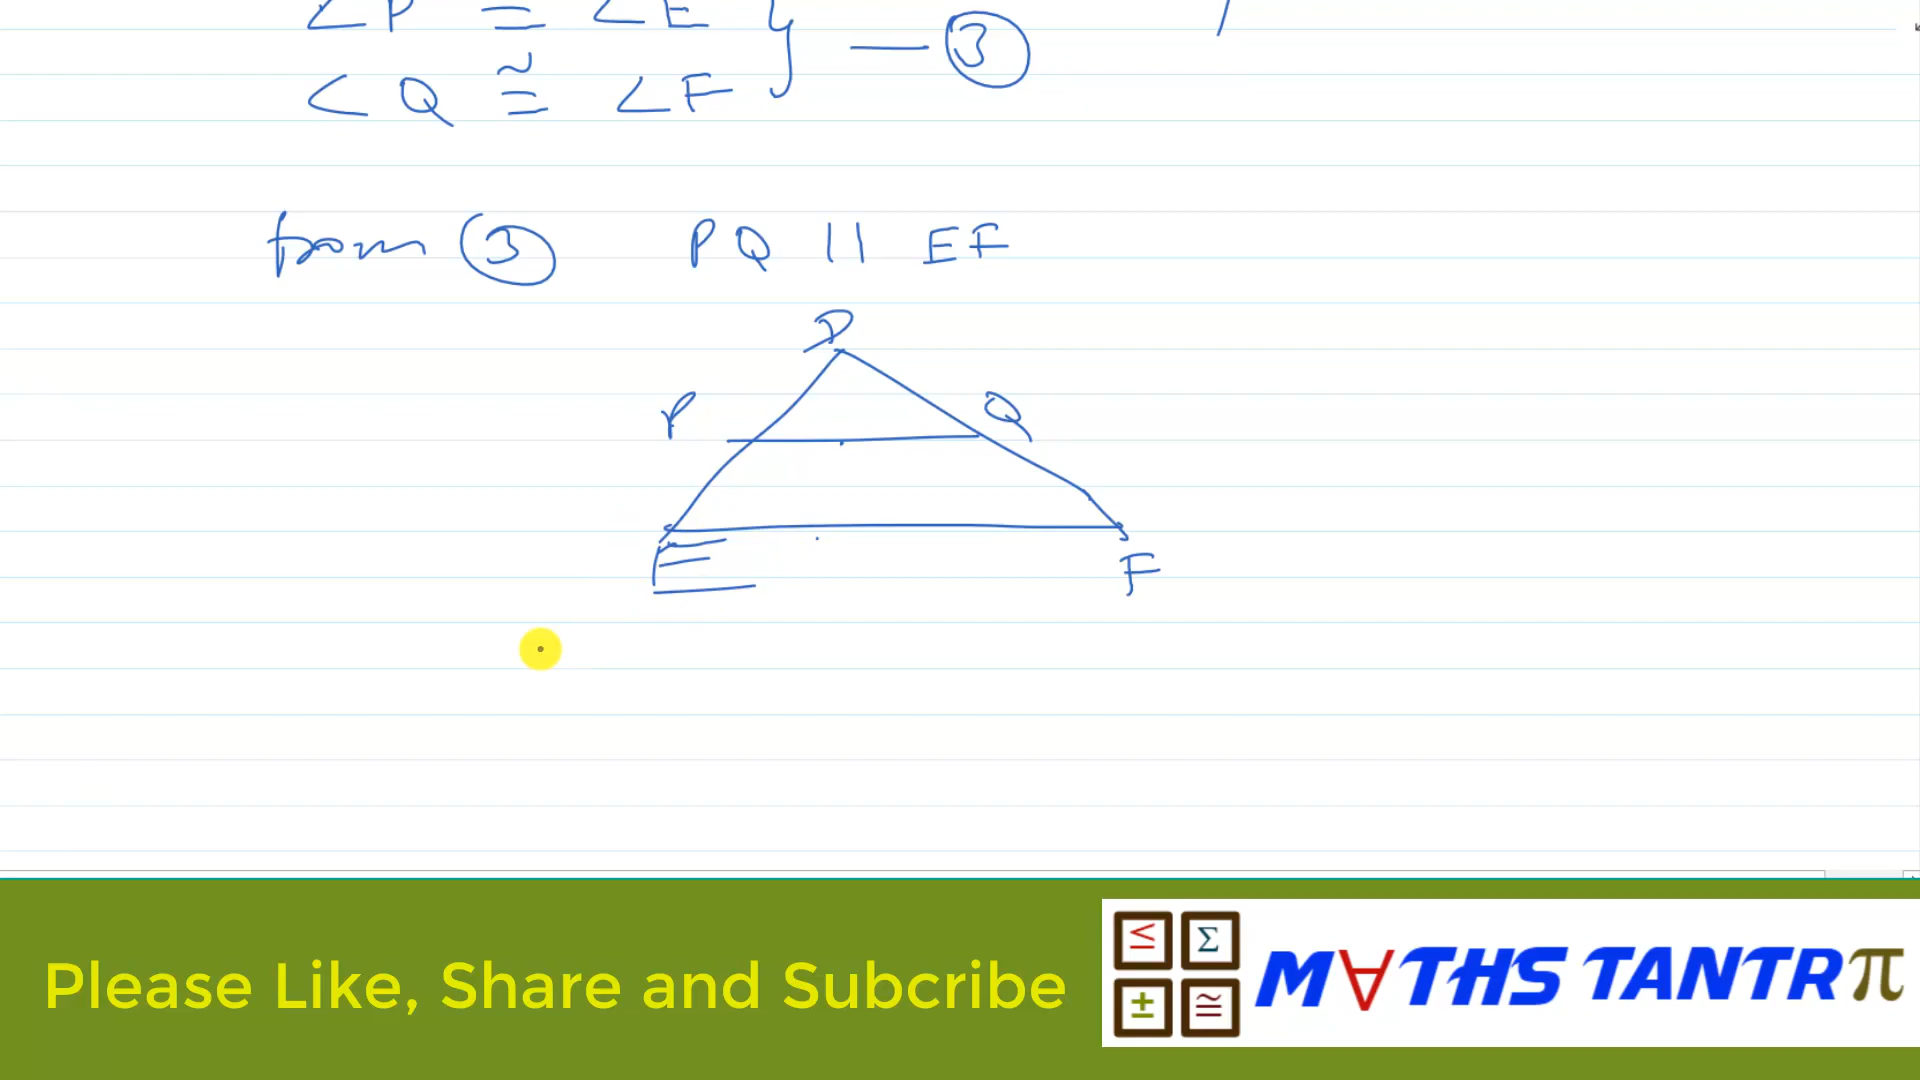 ∠P ≅ ∠E } — ③
∠Q ≅ ∠F
from ③ PQ || EF
D
P Q
E F
Please Like, Share and Subcribe
≤ Σ
± ≅
M∀THS TANTRπ